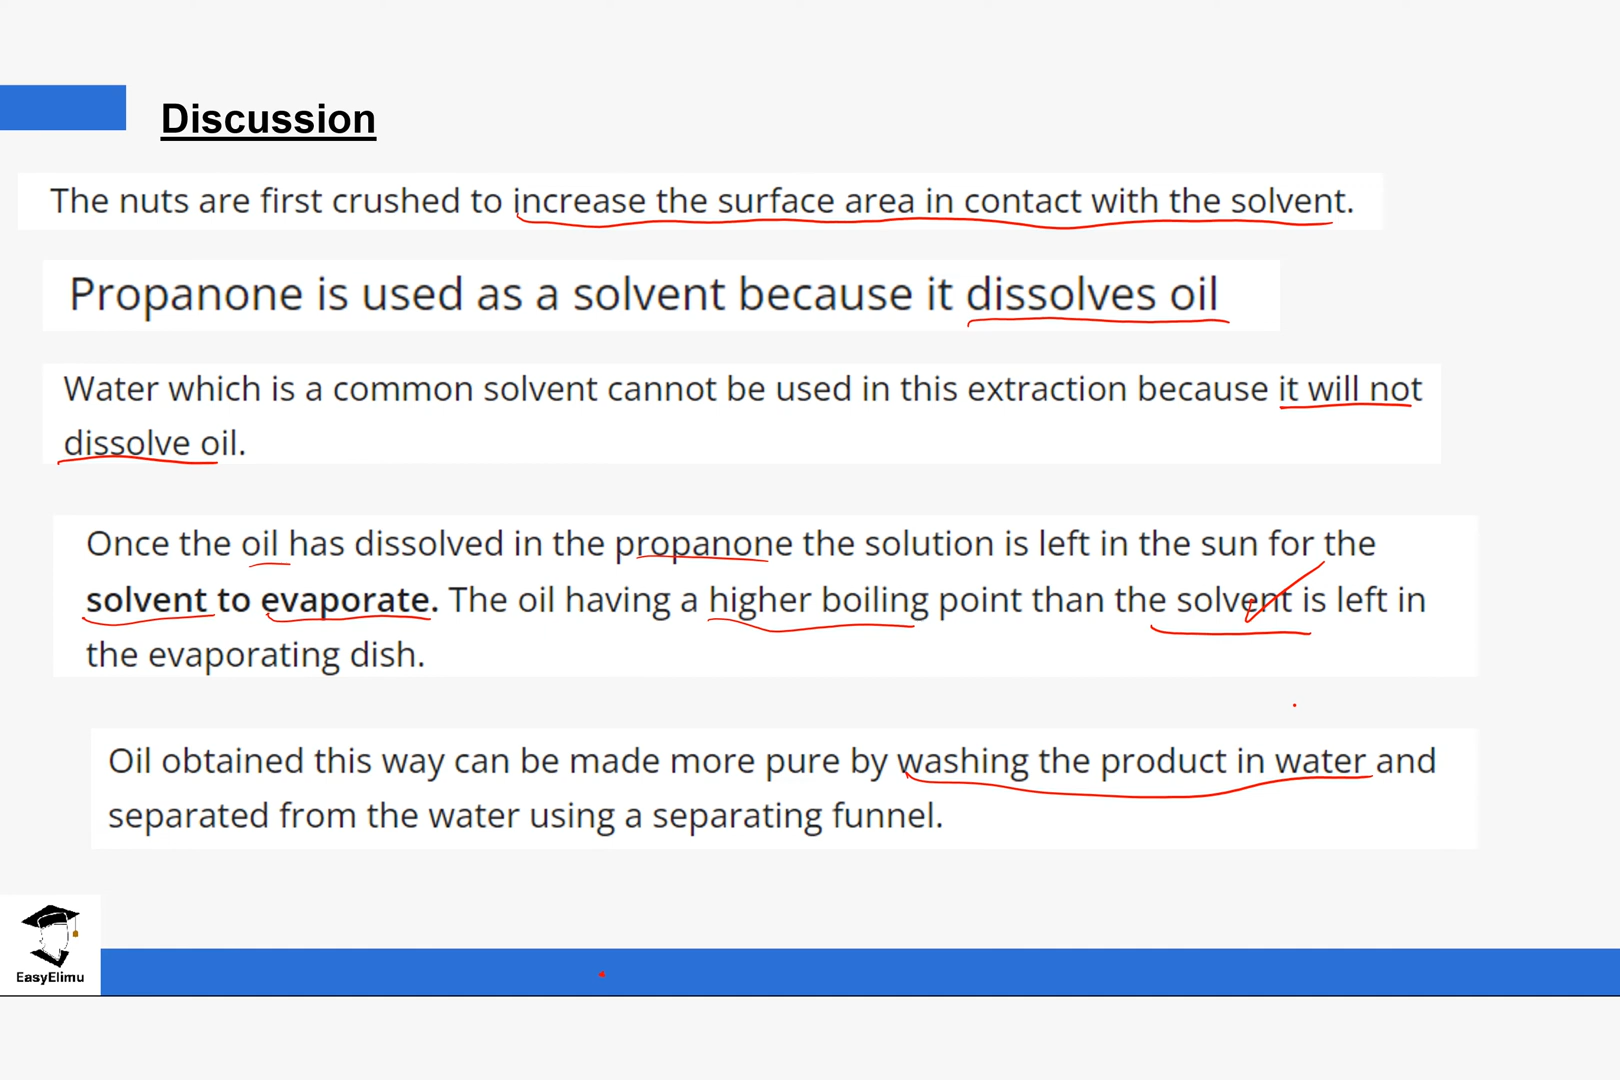 Discussion
The nuts are first crushed to increase the surface area in contact with the solvent.
Propanone is used as a solvent because it dissolves oil
Water which is a common solvent cannot be used in this extraction because it will not
dissolve oil.
Once the oil has dissolved in the propanone the solution is left in the sun for the
solvent to evaporate. The oil having a higher boiling point than the solvent is left in
the evaporating dish.
Oil obtained this way can be made more pure by washing the product in water and
separated from the water using a separating funnel.
EasyElimu